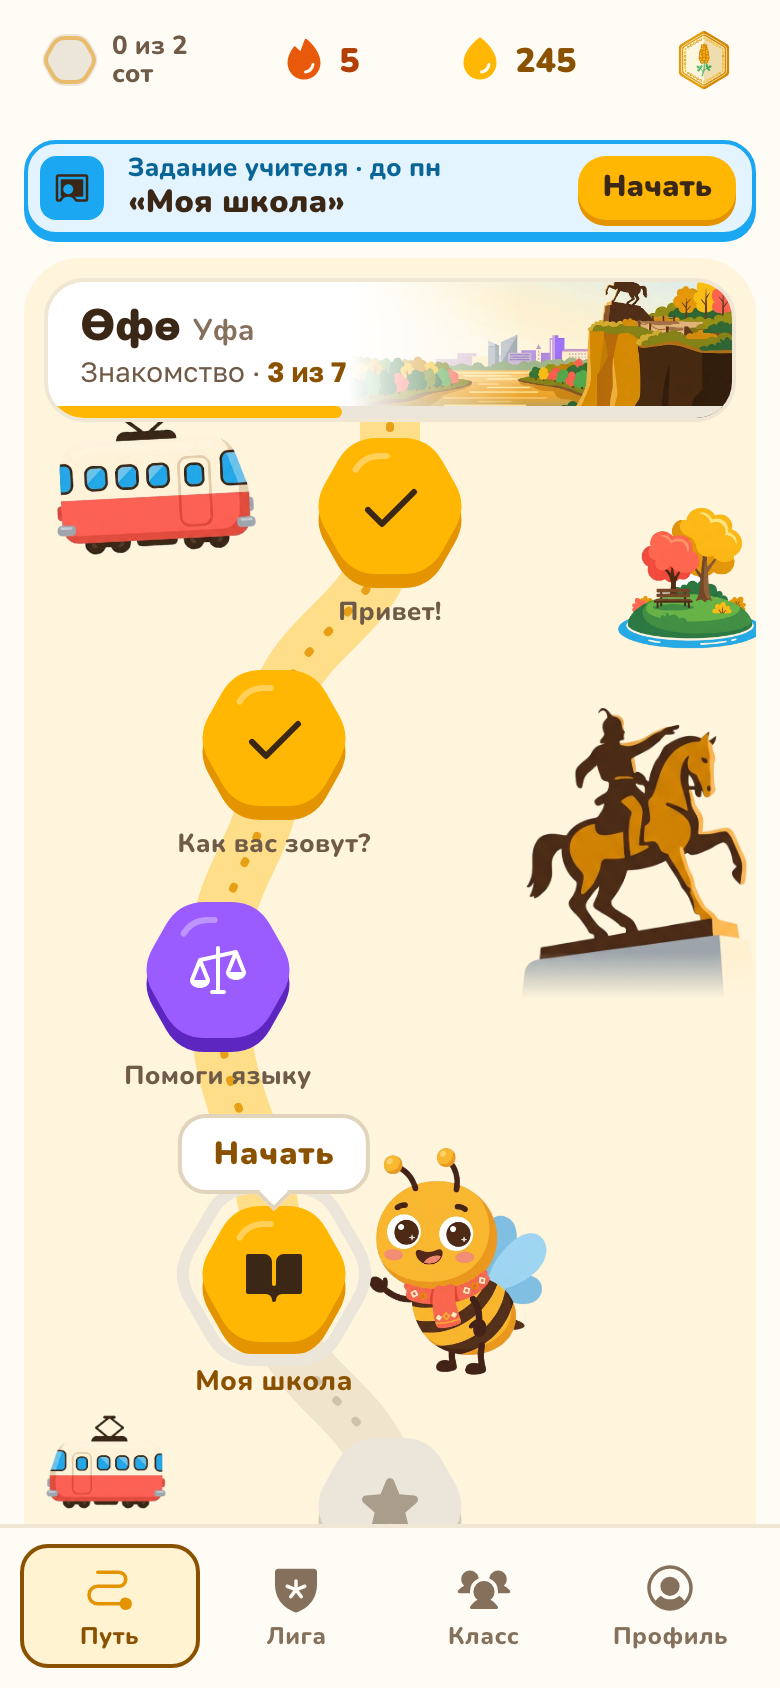 0 из 2
сот
5
245
Задание учителя · до пн
«Моя школа»
Начать
Өфө Уфа
Знакомство · 3 из 7
Привет!
Как вас зовут?
Помоги языку
Начать
Моя школа
Путь
Лига
Класс
Профиль